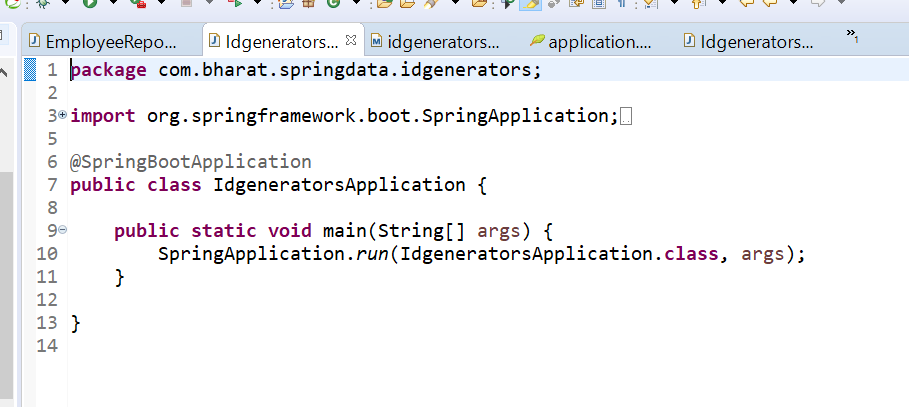 EmployeeRepo... Idgenerators... idgenerators... application.... Idgenerators... »1
1 package com.bharat.springdata.idgenerators;
2
3 import org.springframework.boot.SpringApplication;
5
6 @SpringBootApplication
7 public class IdgeneratorsApplication {
8
9 public static void main(String[] args) {
10 SpringApplication.run(IdgeneratorsApplication.class, args);
11 }
12
13 }
14